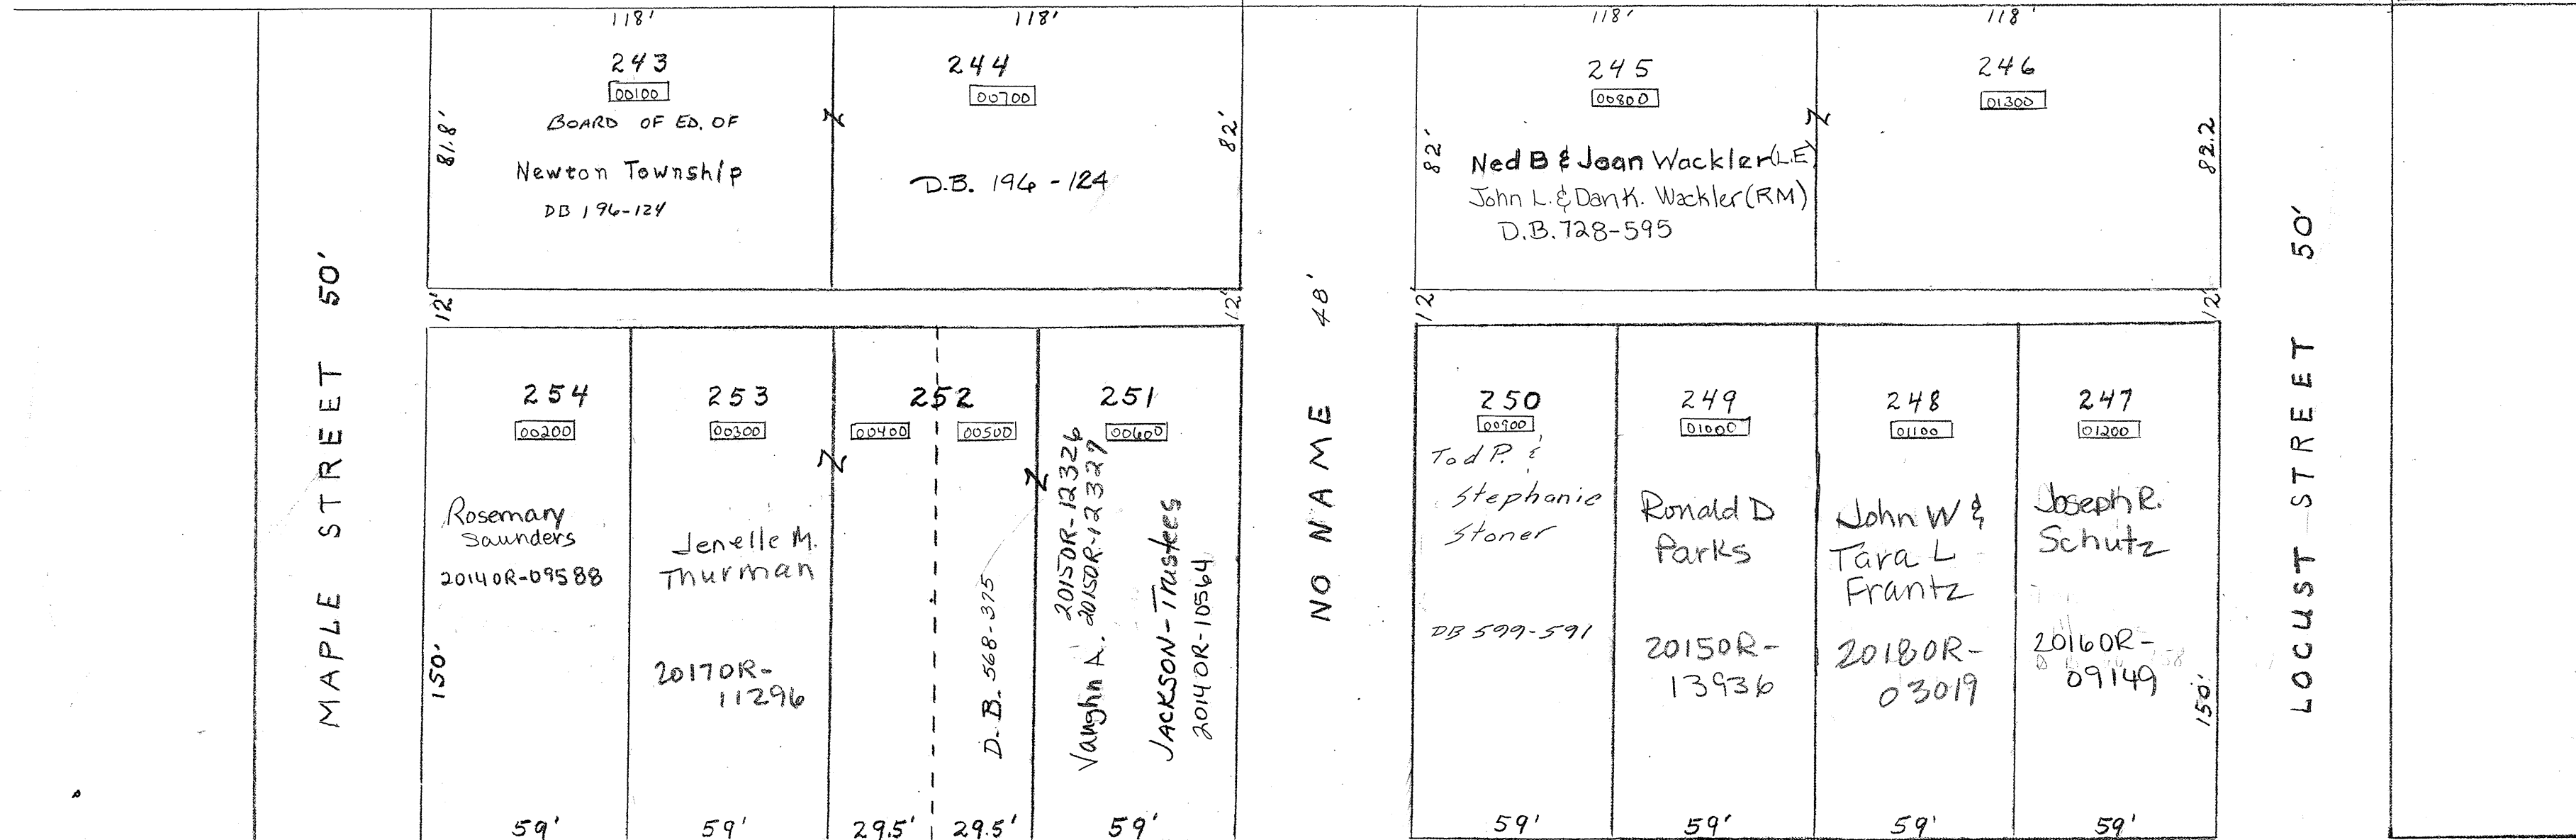 118'
118'
118'
118'
243
00100
BOARD OF ED. OF
Newton Township
DB 196-124
81.8'
Z
244
00700
D.B. 196-124
82'
245
00800
Ned B & Joan Wackler (L.E)
John L. & Dan K. Wackler (RM)
D.B. 728-595
82'
Z
246
01300
82.2
12'
12'
12
12'
MAPLE STREET 50'
NO NAME 48'
LOCUST STREET 50'
254
00200
Rosemary
Saunders
2014OR-09588
150'
59'
253
00300
Jenelle M.
Thurman
2017OR-
11296
59'
Z
252
00400
00500
D.B. 568-375
29.5'
29.5'
Z
251
00600
2015OR-12326
2015OR-12327
Vaughn A.
JACKSON-Trustees
2014OR-10564
59'
250
00900
Tod P. &
Stephanie
Stoner
DB 599-591
59'
249
01000
Ronald D
Parks
2015OR-
13936
59'
248
01100
John W &
Tara L
Frantz
2018OR-
03019
59'
247
01200
Joseph R.
Schutz
2016OR-
09149
150'
59'